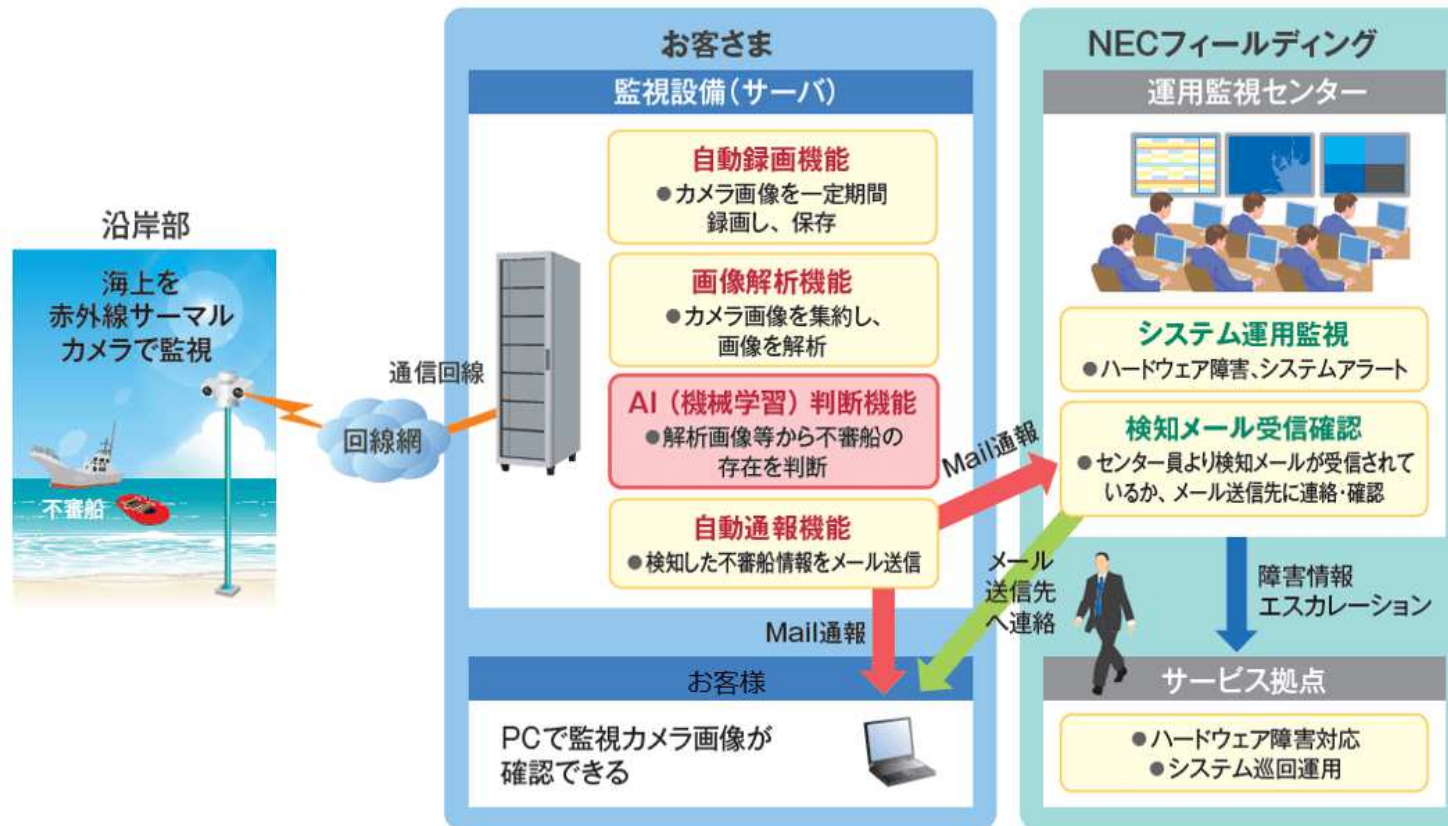 沿岸部
海上を
赤外線サーマル
カメラで監視
不審船
通信回線
回線網
お客さま
監視設備(サーバ)
自動録画機能
●カメラ画像を一定期間
録画し、保存
画像解析機能
●カメラ画像を集約し、
画像を解析
AI(機械学習)判断機能
●解析画像等から不審船の
存在を判断
自動通報機能
●検知した不審船情報をメール送信
Mail通報
Mail通報
メール
送信先
へ連絡
お客様
PCで監視カメラ画像が
確認できる
NECフィールディング
運用監視センター
システム運用監視
●ハードウェア障害、システムアラート
検知メール受信確認
●センター員より検知メールが受信されて
いるか、メール送信先に連絡・確認
障害情報
エスカレーション
サービス拠点
●ハードウェア障害対応
●システム巡回運用